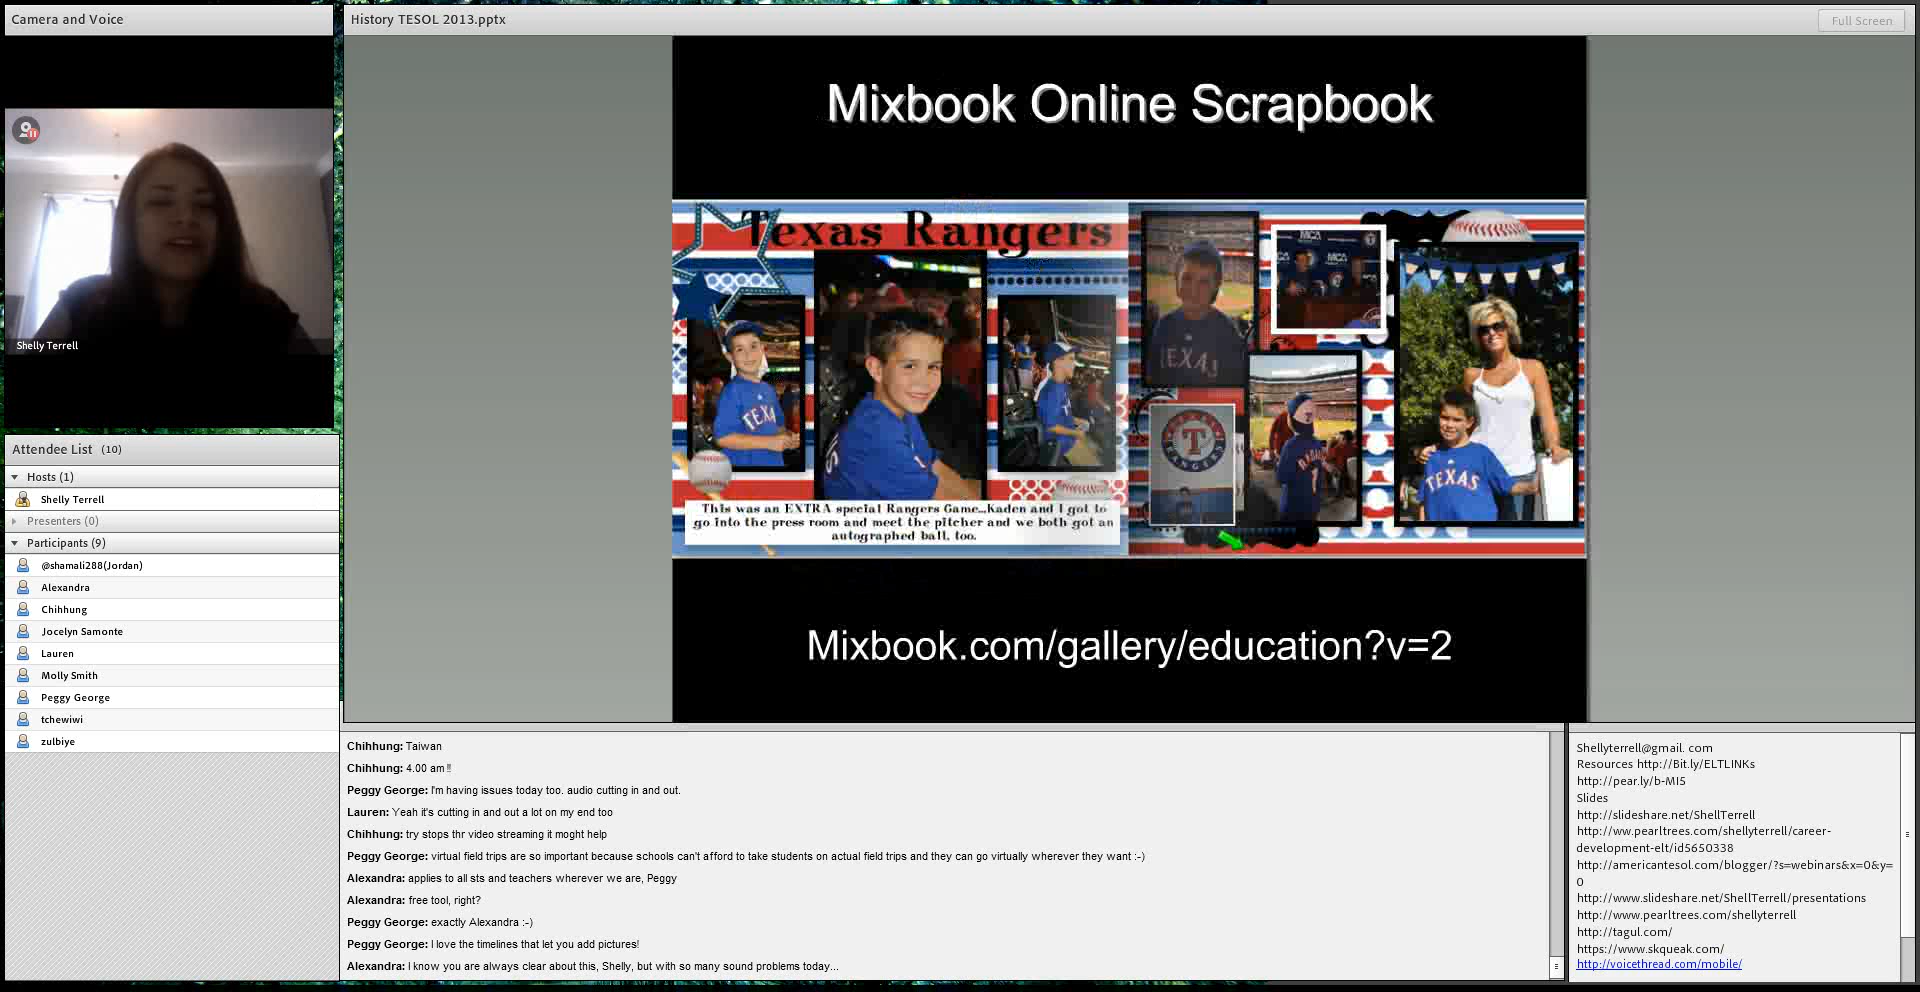 Camera and Voice
Shelly Terrell
Attendee List (10)
Hosts (1)
Shelly Terrell
Presenters (0)
Participants (9)
@shamali288(Jordan)
Alexandra
Chihhung
Jocelyn Samonte
Lauren
Molly Smith
Peggy George
tchewiwi
zulbiye
History TESOL 2013.pptx
Full Screen
Mixbook Online Scrapbook
Texas Rangers
MCA
MCA
TEXAS
TEXA
TEXAS
T
RANGERS
This was an EXTRA special Rangers Game...Kaden and I got to
go into the press room and meet the pitcher and we both got an
autographed ball, too.
Mixbook.com/gallery/education?v=2
Chihhung: Taiwan
Chihhung: 4.00 am!!
Peggy George: I'm having issues today too. audio cutting in and out.
Lauren: Yeah it's cutting in and out a lot on my end too
Chihhung: try stops thr video streaming it moght help
Peggy George: virtual field trips are so important because schools can't afford to take students on actual field trips and they can go virtually wherever they want :-)
Alexandra: applies to all sts and teachers wherever we are, Peggy
Alexandra: free tool, right?
Peggy George: exactly Alexandra :-)
Peggy George: I love the timelines that let you add pictures!
Alexandra: I know you are always clear about this, Shelly, but with so many sound problems today...
Shellyterrell@gmail. com
Resources http://Bit.ly/ELTLINKs
http://pear.ly/b-MI5
Slides
http://slideshare.net/ShellTerrell
http://ww.pearltrees.com/shellyterrell/career-
development-elt/id5650338
http://americantesol.com/blogger/?s=webinars&x=0&y=
0
http://www.slideshare.net/ShellTerrell/presentations
http://www.pearltrees.com/shellyterrell
http://tagul.com/
https://www.skqueak.com/
http://voicethread.com/mobile/